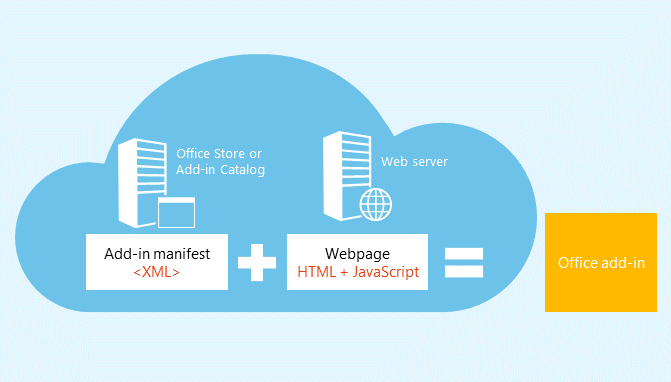 Office Store or
Add-in Catalog
Web server
Add-in manifest
<XML>
Webpage
HTML + JavaScript
Office add-in